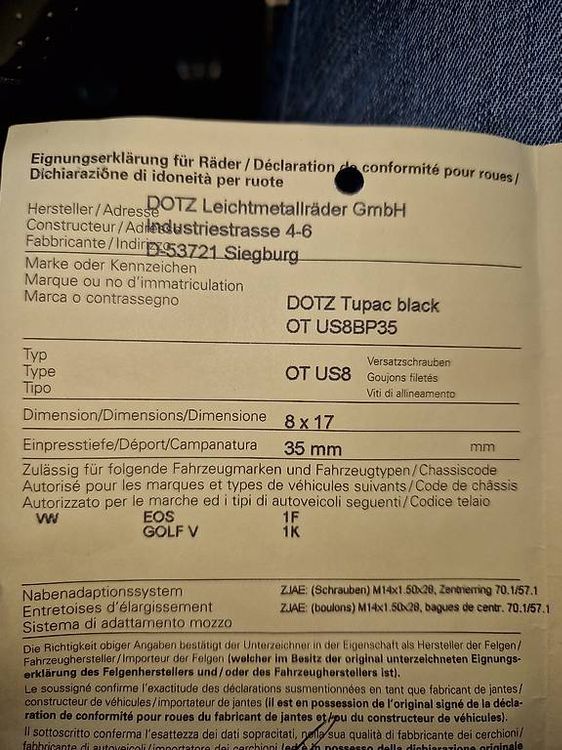 Eignungserklärung für Räder / Déclaration de conformité pour roues /
Dichiarazione di idoneità per ruote
Hersteller / Adresse DOTZ Leichtmetallräder GmbH
Constructeur / Adresse Industriestrasse 4-6
Fabbricante / Indirizzo D-53721 Siegburg
Marke oder Kennzeichen
Marque ou no d'immatriculation
Marca o contrassegno
DOTZ Tupac black
OT US8BP35
Typ
Type
Tipo
OT US8
Versatzschrauben
Goujons filetés
Viti di allineamento
Dimension/Dimensions/Dimensione 8 x 17
Einpresstiefe/Déport/Campanatura 35 mm mm
Zulässig für folgende Fahrzeugmarken und Fahrzeugtypen / Chassiscode
Autorisé pour les marques et types de véhicules suivants / Code de châssis
Autorizzato per le marche ed i tipi di autoveicoli seguenti / Codice telaio
VW EOS 1F
GOLF V 1K
Nabenadaptionssystem ZJAE: (Schrauben) M14x1.50x28, Zentrierring 70.1/57.1
Entretoises d'élargissement ZJAE: (boulons) M14x1.50x28, bagues de centr. 70.1/57.1
Sistema di adattamento mozzo
Die Richtigkeit obiger Angaben bestätigt der Unterzeichner in der Eigenschaft als Hersteller der Felgen/
Fahrzeughersteller / Importeur der Felgen (welcher im Besitz der original unterzeichneten Eignungs-
erklärung des Felgenherstellers und / oder des Fahrzeugherstellers ist).
Le soussigné confirme l'exactitude des déclarations susmentionnées en tant que fabricant de jantes /
constructeur de véhicules / importateur de jantes (il est en possession de l'original signé de la décla-
ration de conformité pour roues du fabricant de jantes et/ou du constructeur de véhicules).
Il sottoscritto conferma l'esattezza dei dati sopracitati, nella sua qualità di fabbricante di cerchioni /
fabbricante di autoveicoli / importatore dei cerchioni in possesso della dichiarazione originale